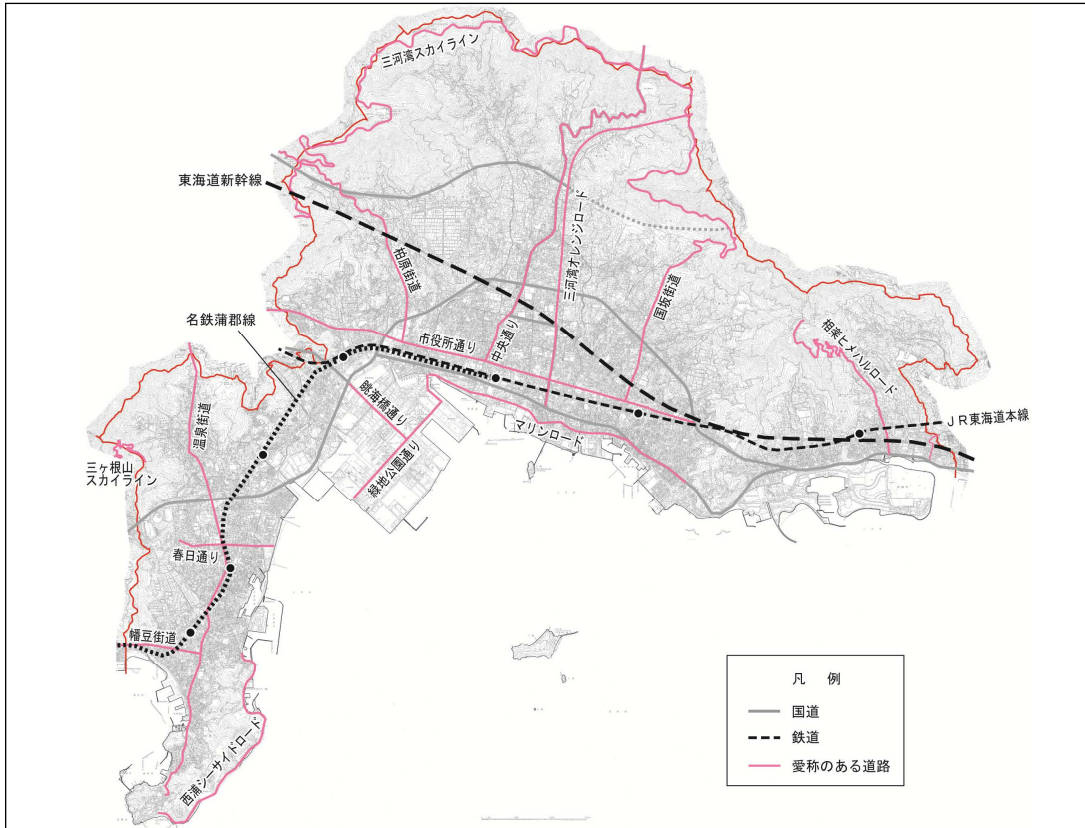 三河湾スカイライン
東海道新幹線
柏原街道
三河湾オレンジロード
国坂街道
名鉄蒲郡線
市役所通り
中央通り
相楽ヒメハルロード
眺海橋通り
マリンロード
JR東海道本線
温泉街道
緑地公園通り
三ヶ根山
スカイライン
春日通り
幡豆街道
西浦シーサイドロード
凡 例
国道
鉄道
愛称のある道路